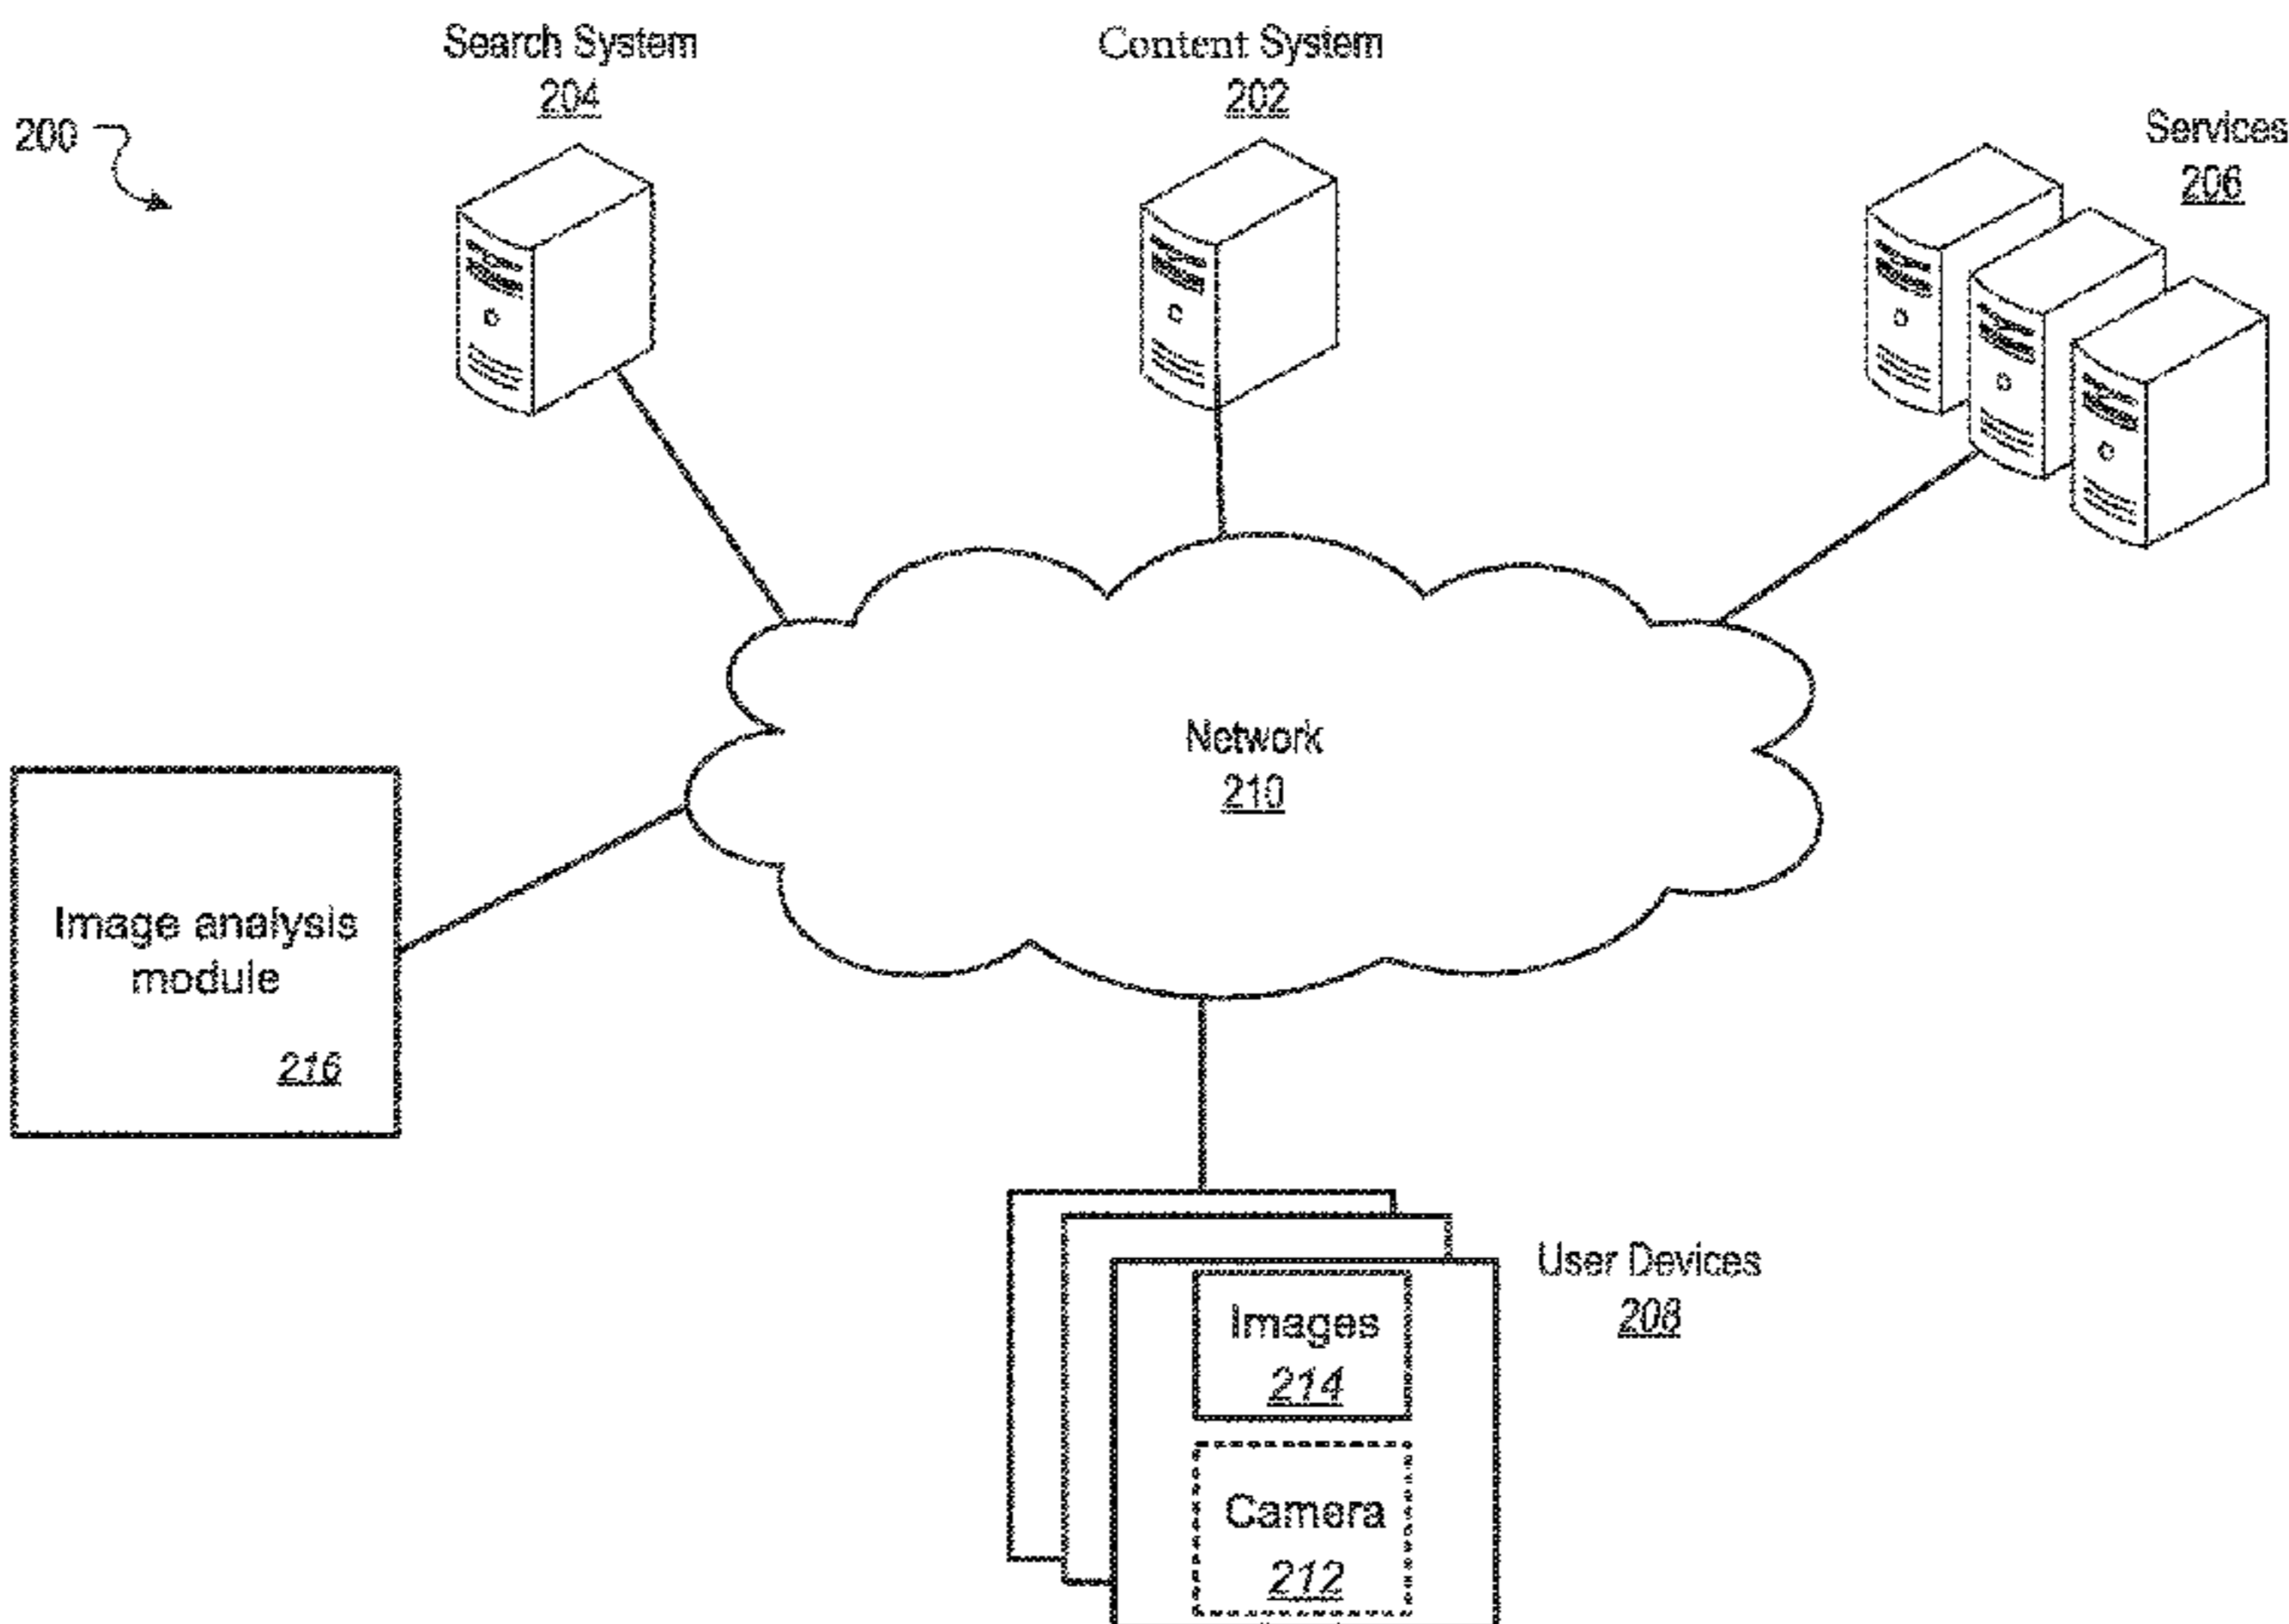 Search System
204
Content System
202
Services
206
200
Network
210
Image analysis
module
216
User Devices
208
Images
214
Camera
212